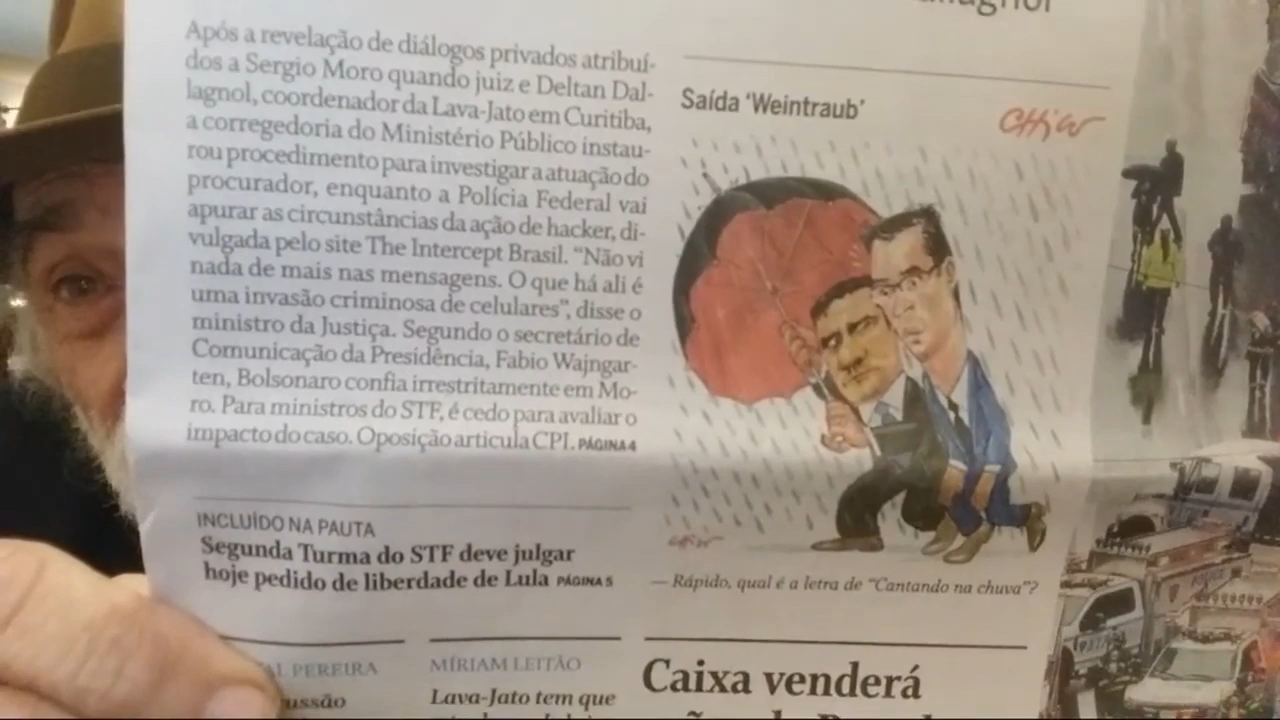 Após a revelação de diálogos privados atribuí-
dos a Sergio Moro quando juiz e Deltan Dal-
lagnol, coordenador da Lava-Jato em Curitiba,
a corregedoria do Ministério Público instau-
rou procedimento para investigar a atuação do
procurador, enquanto a Polícia Federal vai
apurar as circunstâncias da ação de hacker, di-
vulgada pelo site The Intercept Brasil. “Não vi
nada de mais nas mensagens. O que há ali é
uma invasão criminosa de celulares”, disse o
ministro da Justiça. Segundo o secretário de
Comunicação da Presidência, Fabio Wajngar-
ten, Bolsonaro confia irrestritamente em Mo-
ro. Para ministros do STF, é cedo para avaliar o
impacto do caso. Oposição articula CPI. PÁGINA 4
INCLUÍDO NA PAUTA
Segunda Turma do STF deve julgar
hoje pedido de liberdade de Lula PÁGINA 5
Saída ‘Weintraub’
CHICO
CHICO
— Rápido, qual é a letra de “Cantando na chuva”?
AL PEREIRA
ussão
MÍRIAM LEITÃO
Lava-Jato tem que
Caixa venderá